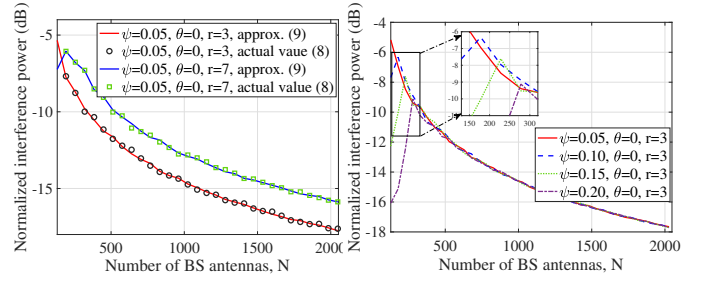 Normalized interference power (dB)
-5
-10
-15
ψ=0.05, θ=0, r=3, approx. (9)
ψ=0.05, θ=0, r=3, actual vaue (8)
ψ=0.05, θ=0, r=7, approx. (9)
ψ=0.05, θ=0, r=7, actual value (8)
500 1000 1500 2000
Number of BS antennas, N
Normalized interference power (dB)
-4
-6
-8
-10
-12
-14
-16
-18
-6
-7
-8
-9
-10
-11
150 200 250 300
ψ=0.05, θ=0, r=3
ψ=0.10, θ=0, r=3
ψ=0.15, θ=0, r=3
ψ=0.20, θ=0, r=3
500 1000 1500 2000
Number of BS antennas, N